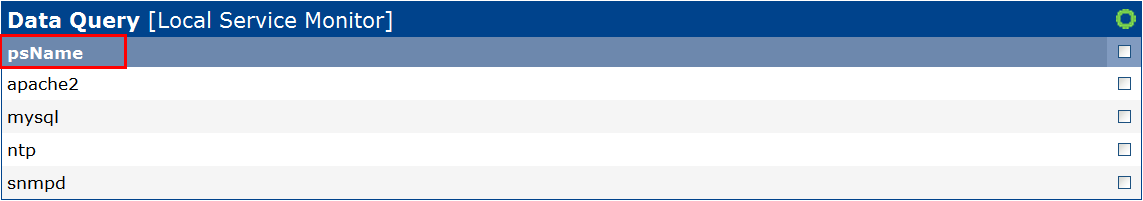 Data Query [Local Service Monitor]
psName
apache2
mysql
ntp
snmpd